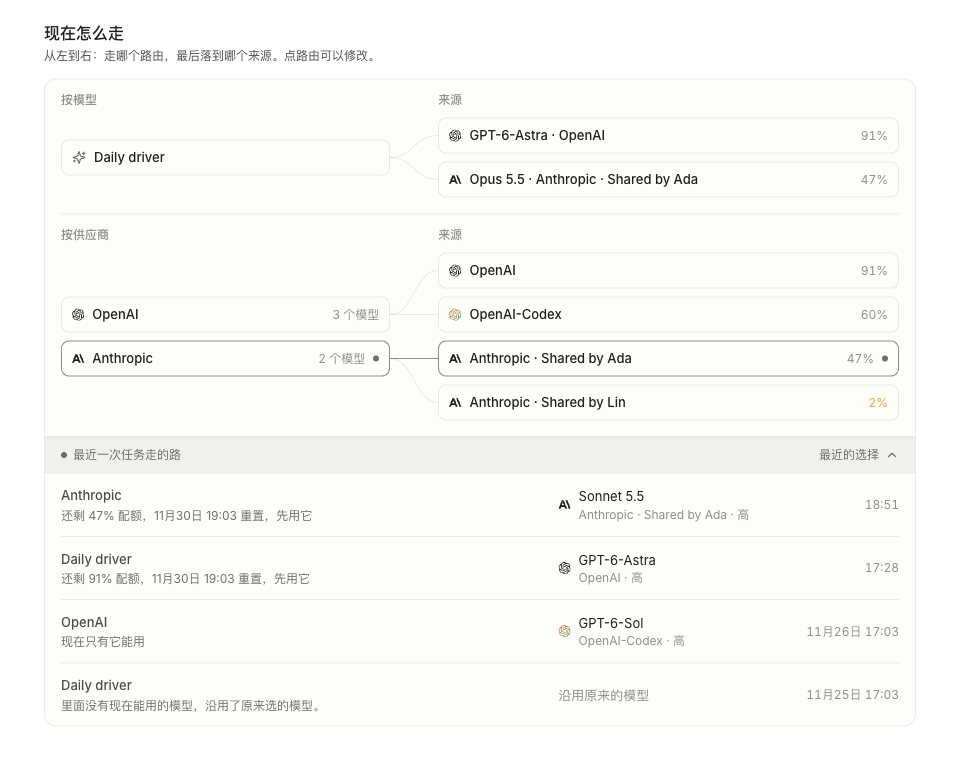 现在怎么走
从左到右：走哪个路由，最后落到哪个来源。点路由可以修改。
按模型
来源
Daily driver
GPT-6-Astra · OpenAI
91%
Opus 5.5 · Anthropic · Shared by Ada
47%
按供应商
来源
OpenAI
91%
OpenAI
3 个模型
OpenAI-Codex
60%
Anthropic
2 个模型
Anthropic · Shared by Ada
47%
Anthropic · Shared by Lin
2%
最近一次任务走的路
最近的选择
Anthropic
还剩 47% 配额，11月30日 19:03 重置，先用它
Sonnet 5.5
Anthropic · Shared by Ada · 高
18:51
Daily driver
还剩 91% 配额，11月30日 19:03 重置，先用它
GPT-6-Astra
OpenAI · 高
17:28
OpenAI
现在只有它能用
GPT-6-Sol
OpenAI-Codex · 高
11月26日 17:03
Daily driver
里面没有现在能用的模型，沿用了原来选的模型。
沿用原来的模型
11月25日 17:03